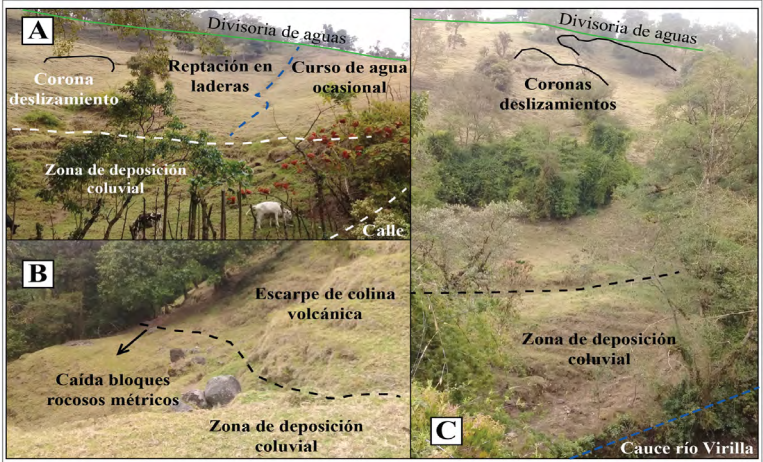 A
Divisoria de aguas
Corona
deslizamiento
Reptación en
laderas
Curso de agua
ocasional
Zona de deposición
coluvial
Calle
B
Escarpe de colina
volcánica
Caída bloques
rocosos métricos
Zona de deposición
coluvial
C
Divisoria de aguas
Coronas
deslizamientos
Zona de deposición
coluvial
Cauce río Virilla